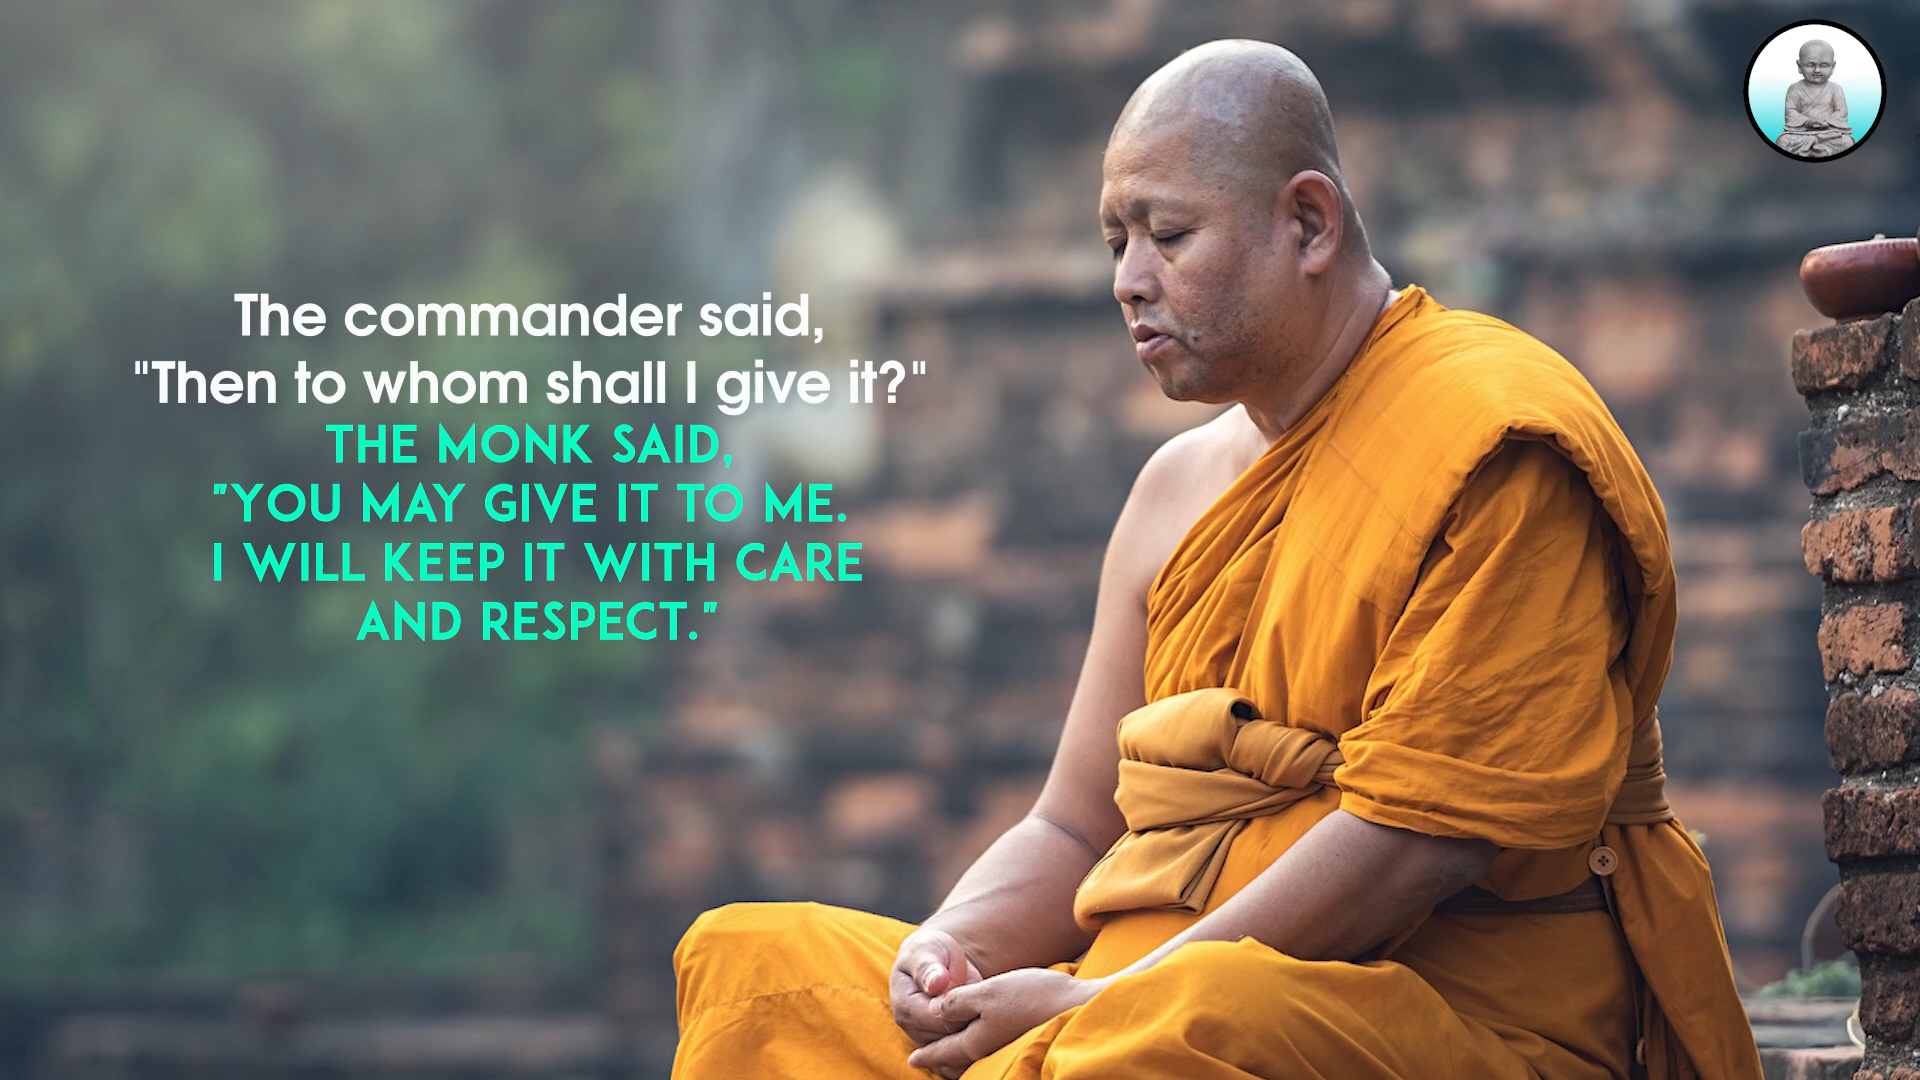 The commander said,
"Then to whom shall I give it?"
THE MONK SAID,
"YOU MAY GIVE IT TO ME.
I WILL KEEP IT WITH CARE
AND RESPECT."